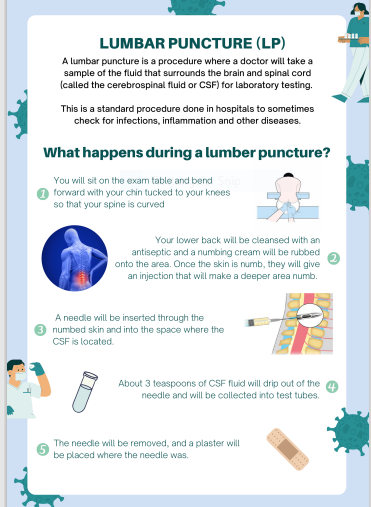 LUMBAR PUNCTURE (LP)
A lumbar puncture is a procedure where a doctor will take a
sample of the fluid that surrounds the brain and spinal cord
(called the cerebrospinal fluid or CSF) for laboratory testing.
This is a standard procedure done in hospitals to sometimes
check for infections, inflammation and other diseases.
What happens during a lumber puncture?
1
You will sit on the exam table and bend
forward with your chin tucked to your knees
so that your spine is curved
Your lower back will be cleansed with an
antiseptic and a numbing cream will be rubbed
onto the area. Once the skin is numb, they will give
an injection that will make a deeper area numb.
2
3
A needle will be inserted through the
numbed skin and into the space where the
CSF is located.
About 3 teaspoons of CSF fluid will drip out of the
needle and will be collected into test tubes.
4
5
The needle will be removed, and a plaster will
be placed where the needle was.